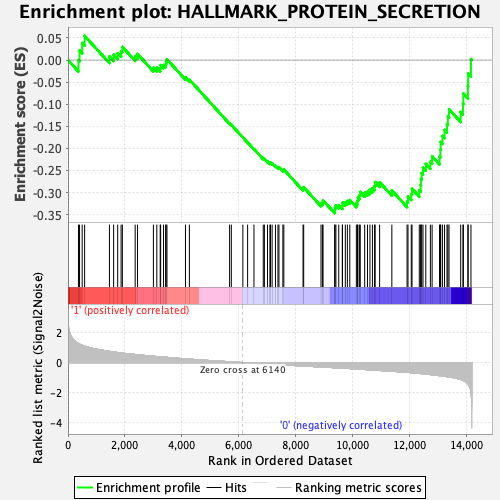 Enrichment plot: HALLMARK_PROTEIN_SECRETION
Enrichment score (ES)
0.05
0.00
-0.05
-0.10
-0.15
-0.20
-0.25
-0.30
-0.35
'1' (positively correlated)
Ranked list metric (Signal2Noise)
2
0
-2
-4
Zero cross at 6140
'0' (negatively correlated)
0
2,000
4,000
6,000
8,000
10,000
12,000
14,000
Rank in Ordered Dataset
Enrichment profile
Hits
Ranking metric scores